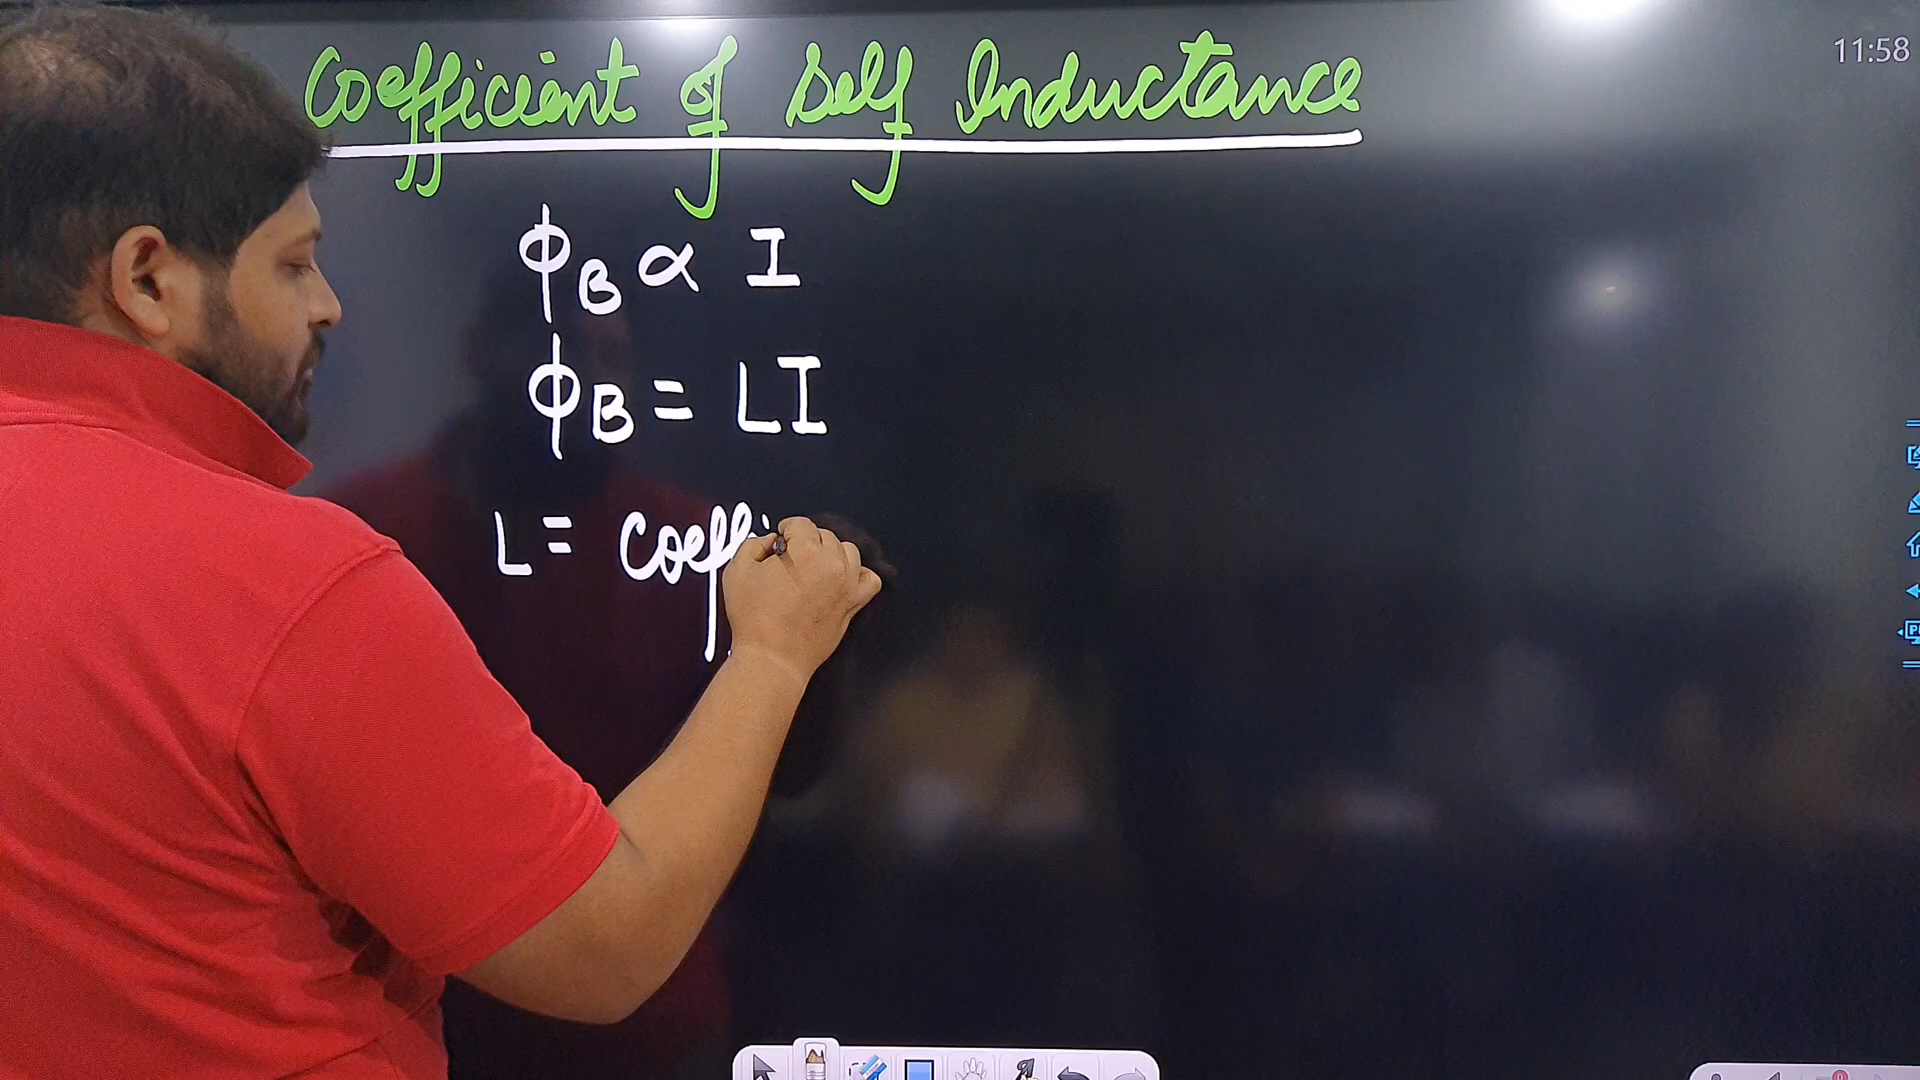 Coefficient of Self Inductance
11:58
ϕB ∝ I
ϕB = LI
L = Coeffi